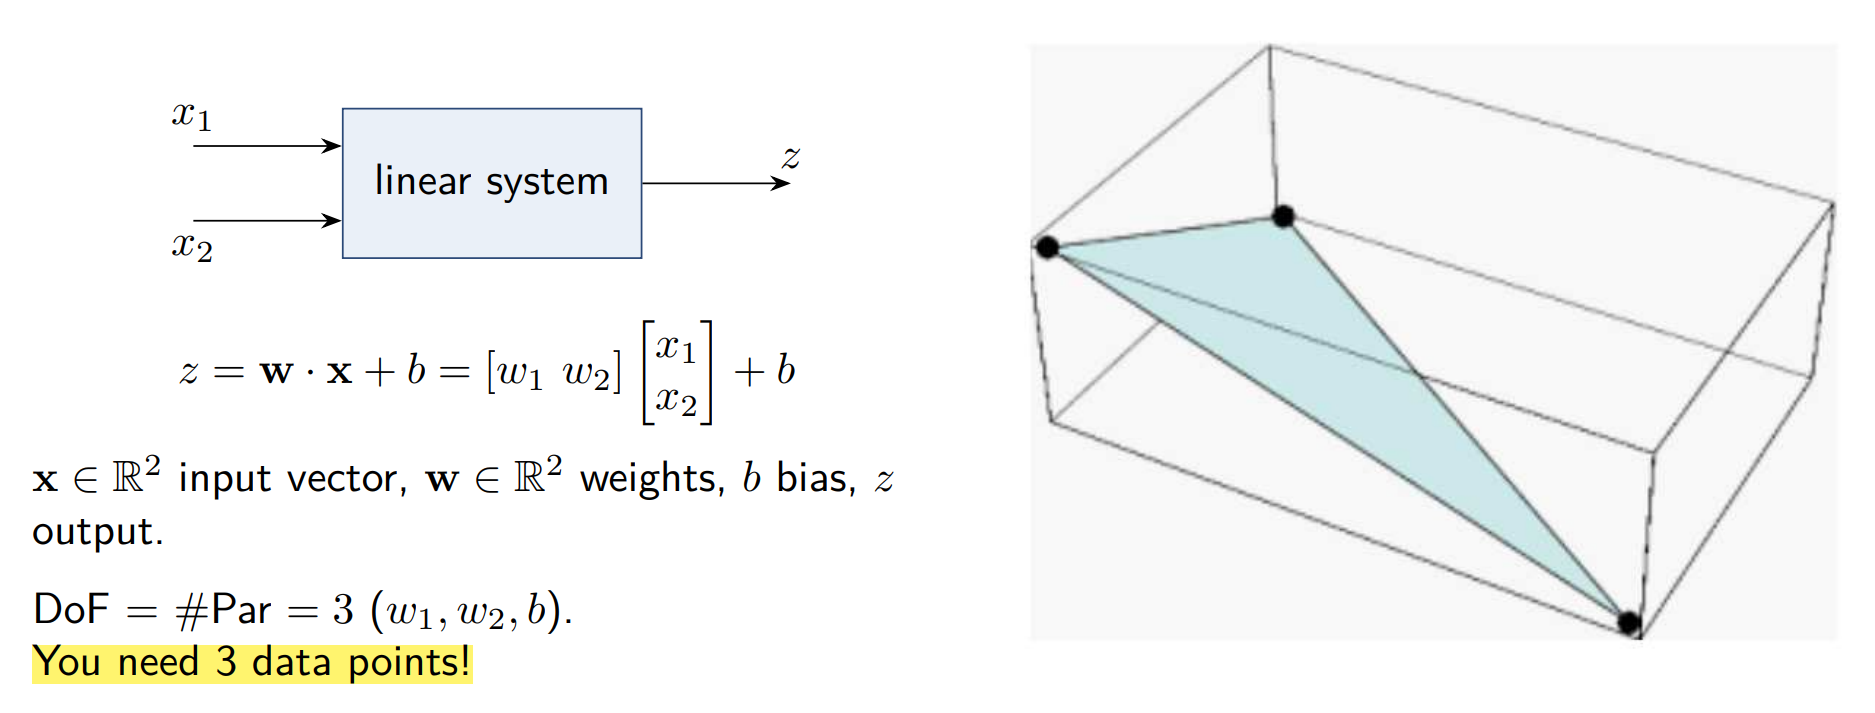 x₁
linear system
z
x₂
z = w · x + b = [w₁ w₂] [x₁ x₂] + b
x ∈ ℝ² input vector, w ∈ ℝ² weights, b bias, z
output.
DoF = #Par = 3 (w₁, w₂, b).
You need 3 data points!